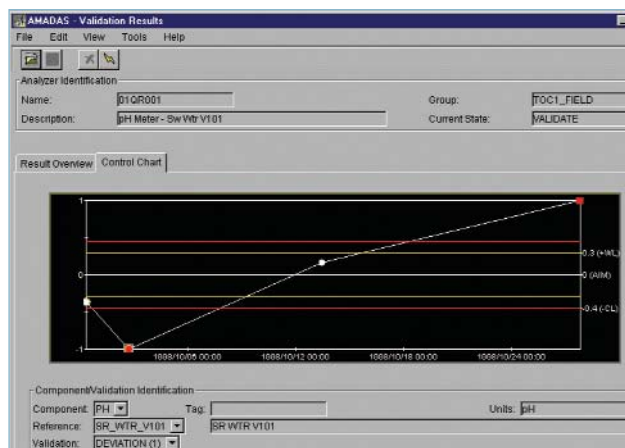 AMADAS - Validation Results
File Edit View Tools Help
Analyzer Identification
Name: 01QR001 Group: TOC1_FIELD
Description: pH Meter - Sw Wtr V101 Current State: VALIDATE
Result Overview Control Chart
1
0.3 (+WL)
0 0 (AIM)
-0.4 (-CL)
-1
1998/10/05 00:00 1998/10/12 00:00 1998/10/18 00:00 1998/10/24 00:00
Component/Validation Identification
Component: PH Tag: Units: pH
Reference: SR_WTR_V101 SR WTR V101
Validation: DEVIATION (1)